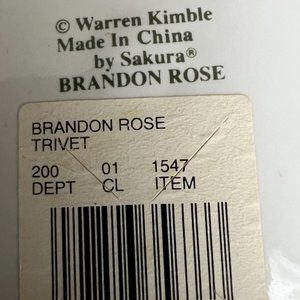 © Warren Kimble
Made In China
by Sakura®
BRANDON ROSE
BRANDON ROSE
TRIVET
200 01 1547
DEPT CL ITEM